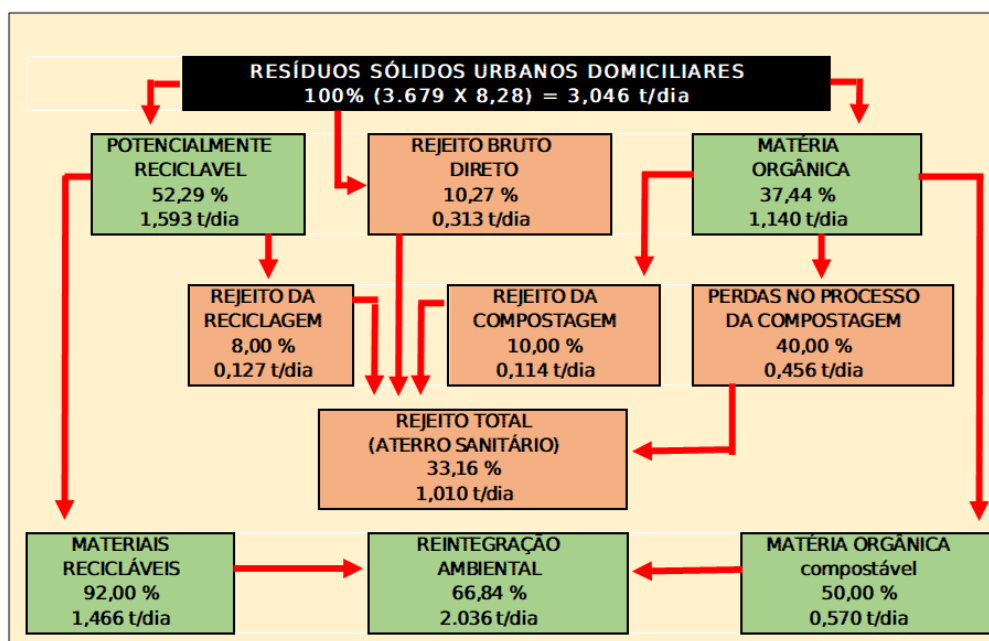 RESÍDUOS SÓLIDOS URBANOS DOMICILIARES
100% (3.679 X 8,28) = 3,046 t/dia
POTENCIALMENTE
RECICLAVEL
52,29 %
1,593 t/dia
REJEITO BRUTO
DIRETO
10,27 %
0,313 t/dia
MATÉRIA
ORGÂNICA
37,44 %
1,140 t/dia
REJEITO DA
RECICLAGEM
8,00 %
0,127 t/dia
REJEITO DA
COMPOSTAGEM
10,00 %
0,114 t/dia
PERDAS NO PROCESSO
DA COMPOSTAGEM
40,00 %
0,456 t/dia
REJEITO TOTAL
(ATERRO SANITÁRIO)
33,16 %
1,010 t/dia
MATERIAIS
RECICLÁVEIS
92,00 %
1,466 t/dia
REINTEGRAÇÃO
AMBIENTAL
66,84 %
2.036 t/dia
MATÉRIA ORGÂNICA
compostável
50,00 %
0,570 t/dia